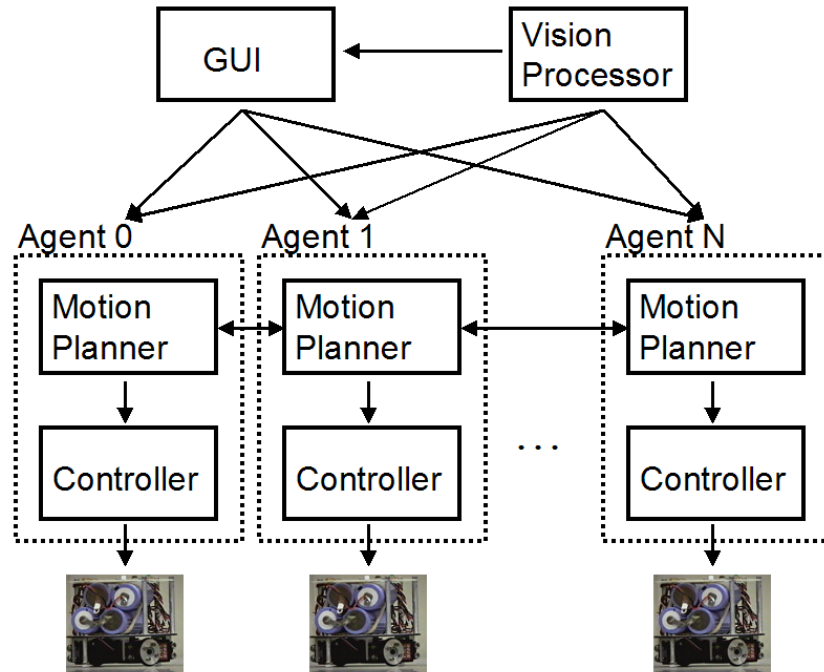 GUI
Vision
Processor
Agent 0
Agent 1
Agent N
Motion
Planner
Motion
Planner
Motion
Planner
Controller
...
Controller
Controller